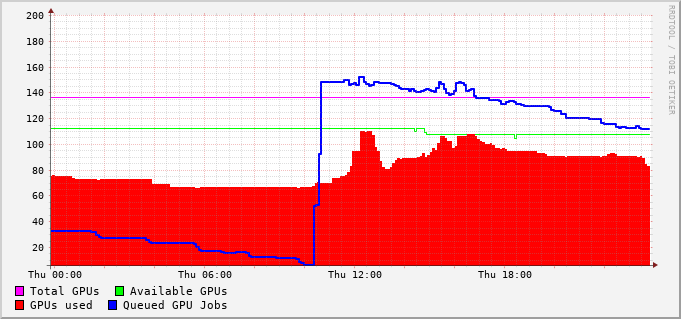 200
180
160
140
120
100
80
60
40
20
Thu 00:00 Thu 06:00 Thu 12:00 Thu 18:00
Total GPUs Available GPUs
GPUs used Queued GPU Jobs
RRDTOOL / TOBI OETIKER